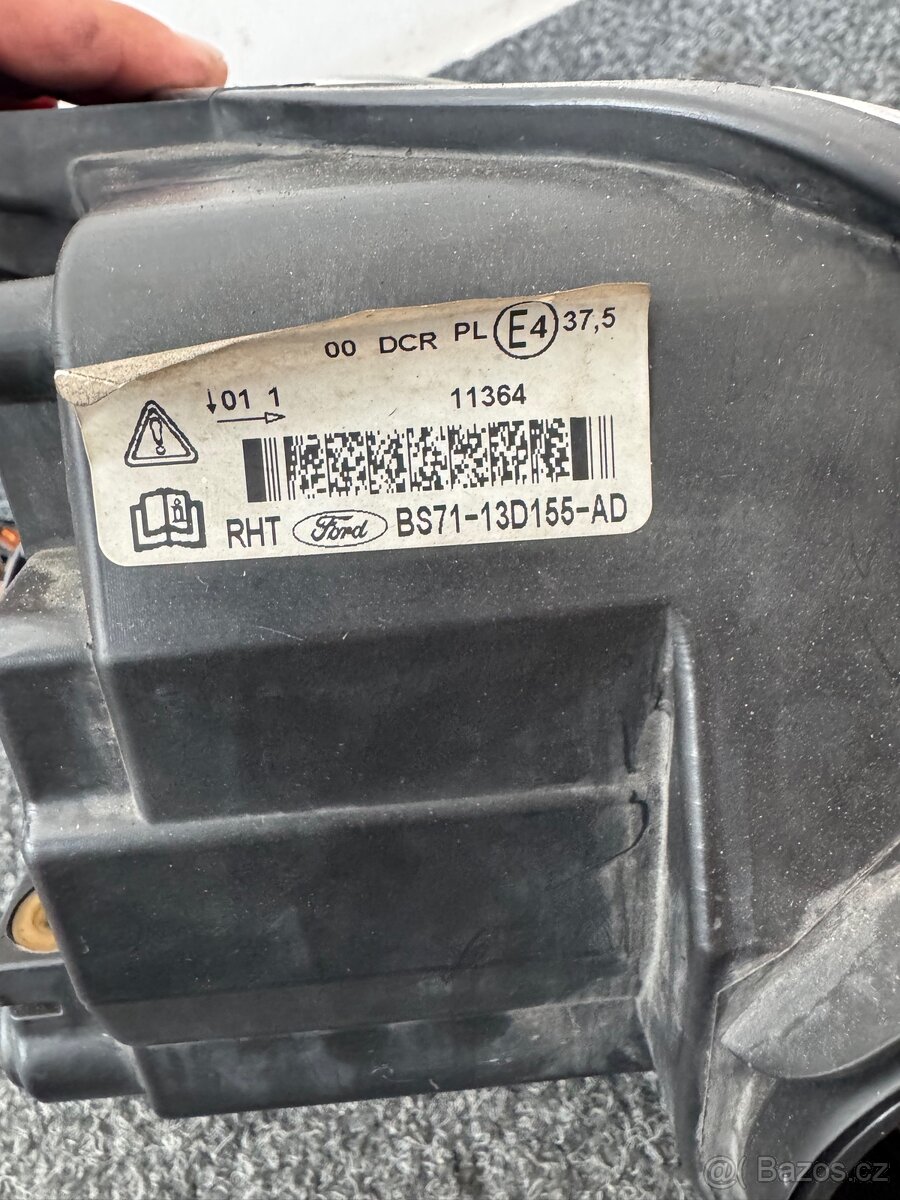 00 DCR PL E4 37,5
↓01 1 11364
RHT Ford BS71-13D155-AD
@ Bazos.cz